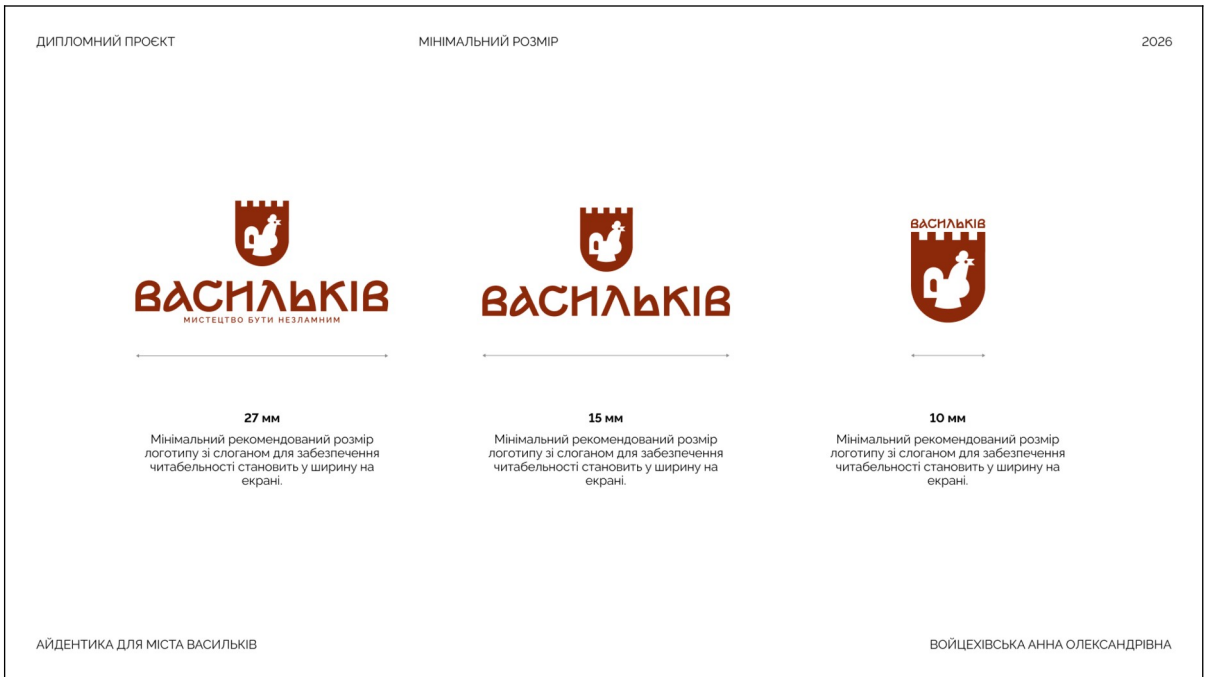 ДИПЛОМНИЙ ПРОЄКТ
МІНІМАЛЬНИЙ РОЗМІР
2026
ВАСИЛЬКІВ
МИСТЕЦТВО БУТИ НЕЗЛАМНИМ
ВАСИЛЬКІВ
ВАСИЛЬКІВ
27 мм
Мінімальний рекомендований розмір
логотипу зі слоганом для забезпечення
читабельності становить у ширину на
екрані.
15 мм
Мінімальний рекомендований розмір
логотипу зі слоганом для забезпечення
читабельності становить у ширину на
екрані.
10 мм
Мінімальний рекомендований розмір
логотипу зі слоганом для забезпечення
читабельності становить у ширину на
екрані.
АЙДЕНТИКА ДЛЯ МІСТА ВАСИЛЬКІВ
ВОЙЦЕХІВСЬКА АННА ОЛЕКСАНДРІВНА